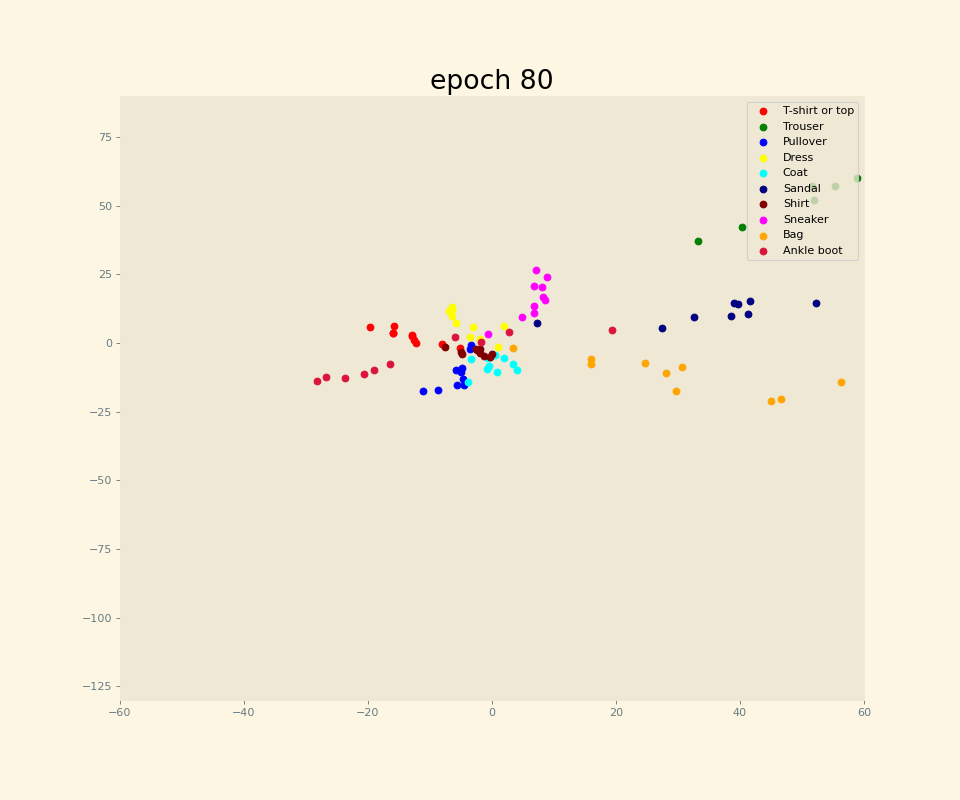 epoch 80
75
50
25
0
−25
−50
−75
−100
−125
−60
−40
−20
0
20
40
60
T-shirt or top
Trouser
Pullover
Dress
Coat
Sandal
Shirt
Sneaker
Bag
Ankle boot